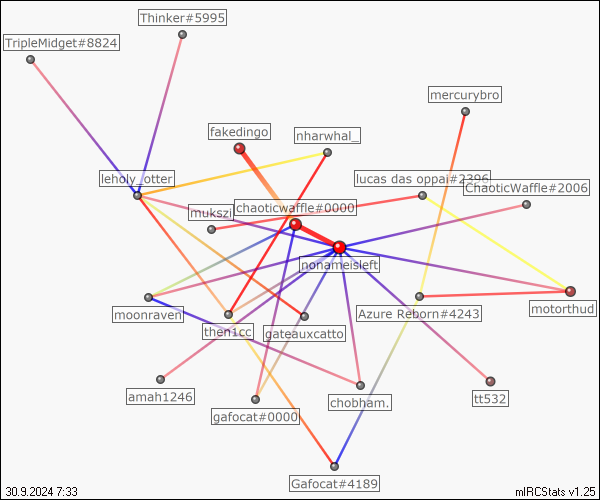 Thinker#5995
TripleMidget#8824
mercurybro
fakedingo
nharwhal_
leholy_otter
lucas das oppai#2396
ChaoticWaffle#2006
chaoticwaffle#0000
mukszi
nonameisleft
moonraven
then1cc
gateauxcatto
Azure Reborn#4243
motorthud
amah1246
gafocat#0000
chobham.
tt532
Gafocat#4189
30.9.2024 7:33
mIRCStats v1.25